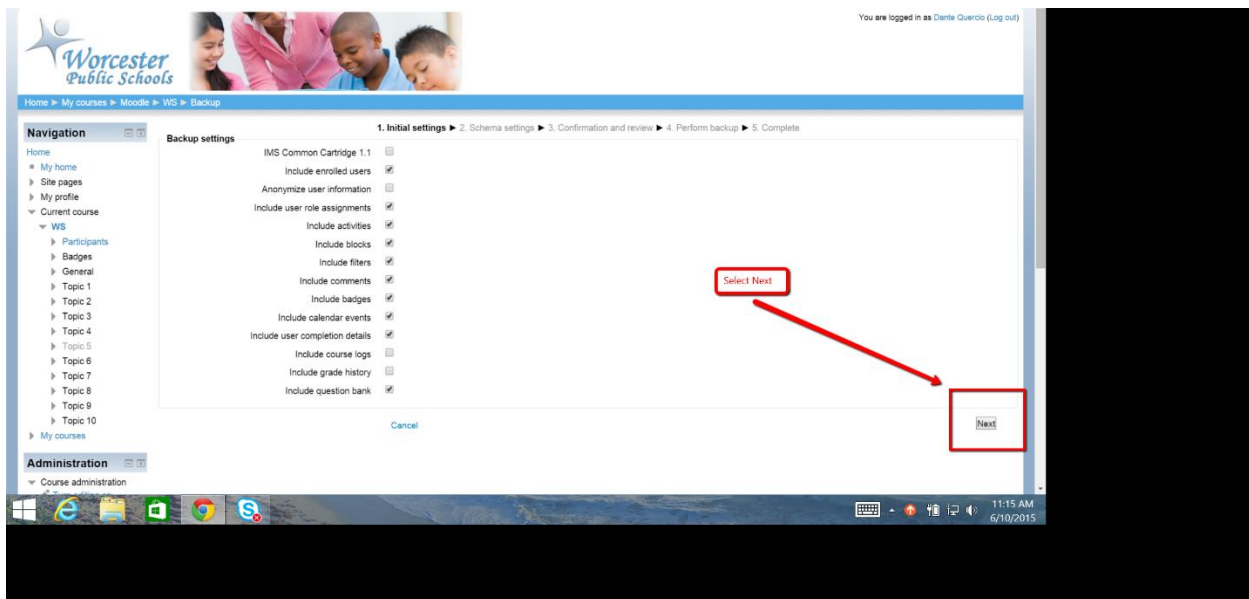 You are logged in as Dante Quercio (Log out)
Worcester
Public Schools
Home ► My courses ► Moodle ► WS ► Backup
Navigation
Home
My home
Site pages
My profile
Current course
WS
Participants
Badges
General
Topic 1
Topic 2
Topic 3
Topic 4
Topic 5
Topic 6
Topic 7
Topic 8
Topic 9
Topic 10
My courses
Administration
Course administration
1. Initial settings ► 2. Schema settings ► 3. Confirmation and review ► 4. Perform backup ► 5. Complete
Backup settings
IMS Common Cartridge 1.1
Include enrolled users
Anonymize user information
Include user role assignments
Include activities
Include blocks
Include filters
Include comments
Include badges
Include calendar events
Include user completion details
Include course logs
Include grade history
Include question bank
Select Next
Cancel
Next
11:15 AM
6/10/2015